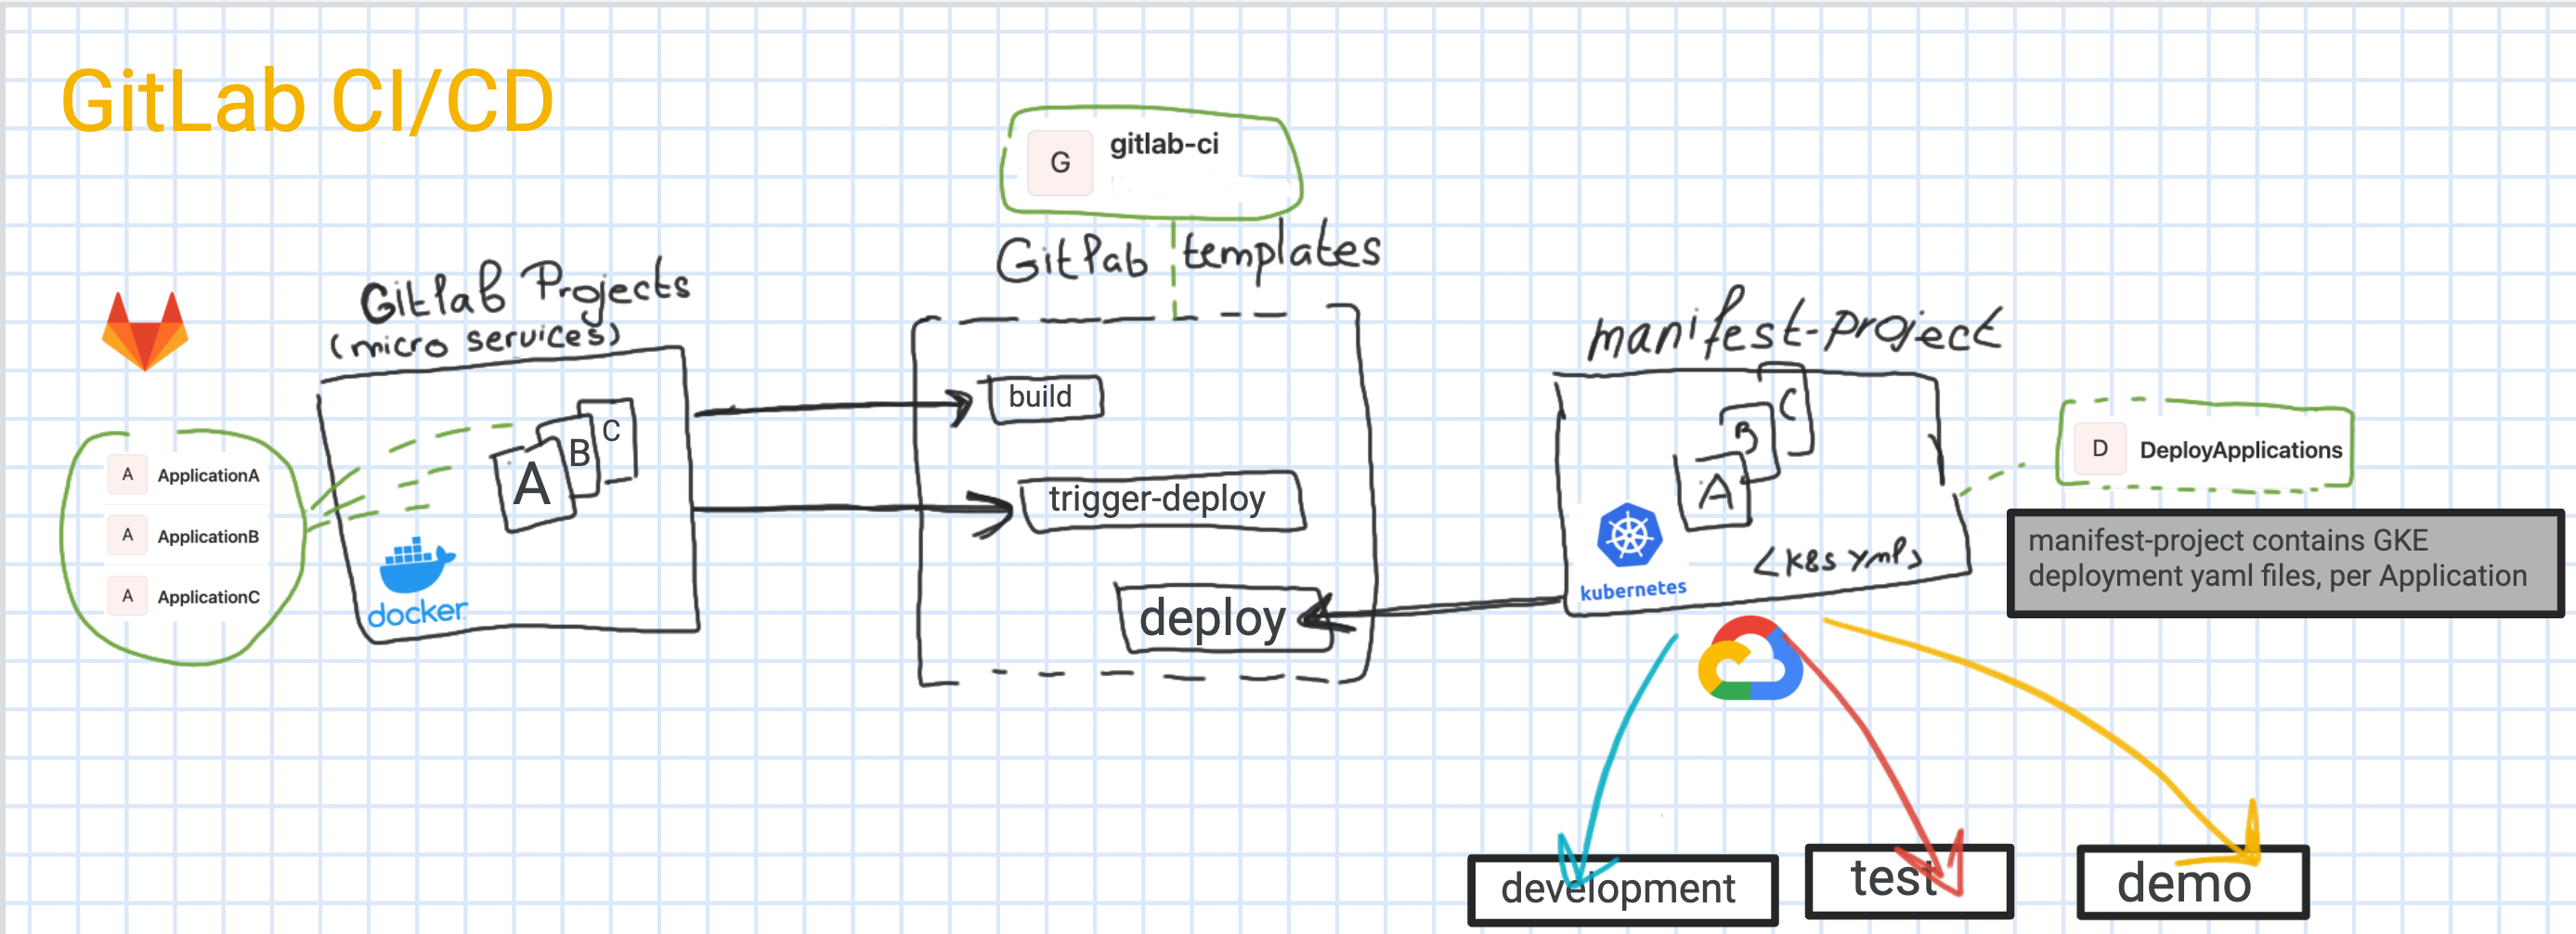 GitLab CI/CD
G
gitlab-ci
Gitlab templates
Gitlab Projects
(micro services)
manifest-project
A ApplicationA
A ApplicationB
A ApplicationC
A
B
C
docker
build
trigger-deploy
deploy
A
B
C
kubernetes
<k8s yml>
D DeployApplications
manifest-project contains GKE
deployment yaml files, per Application
development
test
demo